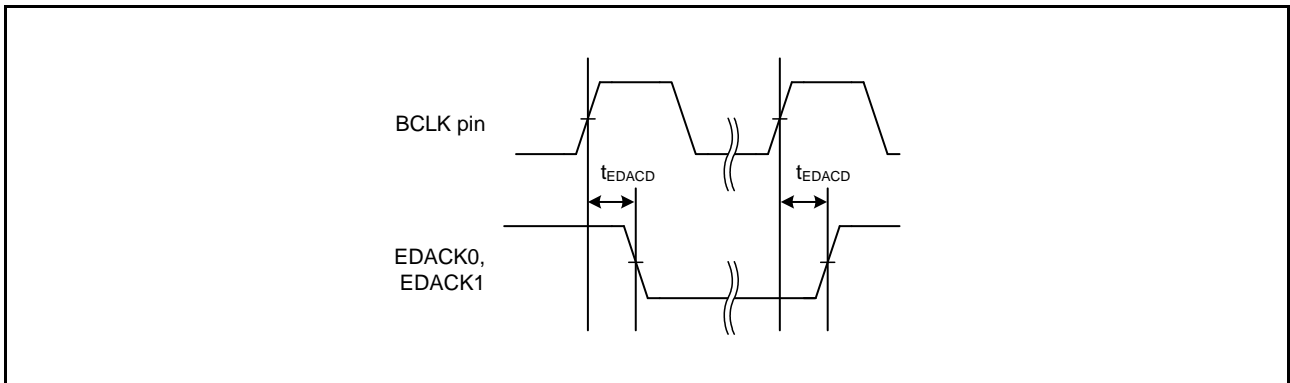 BCLK pin
tEDACD
tEDACD
EDACK0,
EDACK1